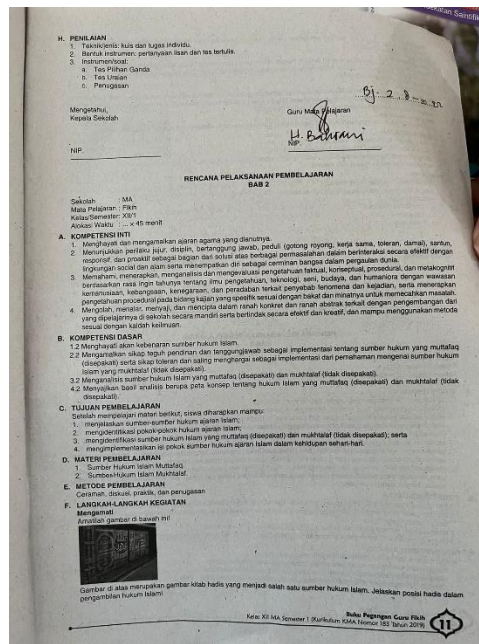 H. PENILAIAN
1. Teknik/jenis: kuis dan tugas individu.
2. Bentuk instrumen: pertanyaan lisan dan tes tertulis.
3. Instrumen/soal:
a. Tes Pilihan Ganda
b. Tes Uraian
c. Penugasan
Mengetahui,
Kepala Sekolah
Guru Mata Pelajaran
H. Bahrani
NIP.
NIP.
RENCANA PELAKSANAAN PEMBELAJARAN
BAB 2
Sekolah : MA
Mata Pelajaran : Fikih
Kelas/Semester : XII/1
Alokasi Waktu : ... x 45 menit
A. KOMPETENSI INTI
1. Menghayati dan mengamalkan ajaran agama yang dianutnya.
2. Menunjukkan perilaku jujur, disiplin, bertanggung jawab, peduli (gotong royong, kerja sama, toleran, damai), santun,
responsif, dan proaktif sebagai bagian dari solusi atas berbagai permasalahan dalam berinteraksi secara efektif dengan
lingkungan sosial dan alam serta menempatkan diri sebagai cerminan bangsa dalam pergaulan dunia.
3. Memahami, menerapkan, menganalisis dan mengevaluasi pengetahuan faktual, konseptual, prosedural, dan metakognitif
berdasarkan rasa ingin tahunya tentang ilmu pengetahuan, teknologi, seni, budaya, dan humaniora dengan wawasan
kemanusiaan, kebangsaan, kenegaraan, dan peradaban terkait penyebab fenomena dan kejadian, serta menerapkan
pengetahuan prosedural pada bidang kajian yang spesifik sesuai dengan bakat dan minatnya untuk memecahkan masalah.
4. Mengolah, menalar, menyaji, dan mencipta dalam ranah konkret dan ranah abstrak terkait dengan pengembangan dari
yang dipelajarinya di sekolah secara mandiri serta bertindak secara efektif dan kreatif, dan mampu menggunakan metode
sesuai dengan kaidah keilmuan.
B. KOMPETENSI DASAR
1.2 Menghayati akan kebenaran sumber hukum Islam.
2.2 Mengamalkan sikap teguh pendirian dan tanggungjawab sebagai implementasi tentang sumber hukum yang muttafaq
(disepakati) serta sikap toleran dan saling menghargai sebagai implementasi dari pemahaman mengenai sumber hukum
Islam yang mukhtalaf (tidak disepakati).
3.2 Menganalisis sumber hukum Islam yang muttafaq (disepakati) dan mukhtalaf (tidak disepakati).
4.2 Menyajikan hasil analisis berupa peta konsep tentang hukum Islam yang muttafaq (disepakati) dan mukhtalaf (tidak
disepakati).
C. TUJUAN PEMBELAJARAN
Setelah mempelajari materi berikut, siswa diharapkan mampu:
1. menjelaskan sumber-sumber hukum ajaran Islam;
2. mengidentifikasi pokok-pokok hukum ajaran Islam;
3. mengidentifikasi sumber hukum Islam yang muttafaq (disepakati) dan mukhtalaf (tidak disepakati); serta
4. mengimplementasikan isi pokok sumber hukum ajaran Islam dalam kehidupan sehari-hari.
D. MATERI PEMBELAJARAN
1. Sumber Hukum Islam Muttafaq
2. Sumber Hukum Islam Mukhtalaf
E. METODE PEMBELAJARAN
Ceramah, diskusi, praktik, dan penugasan
F. LANGKAH-LANGKAH KEGIATAN
Mengamati
Amatilah gambar di bawah ini!
Gambar di atas merupakan gambar kitab hadis yang menjadi salah satu sumber hukum Islam. Jelaskan posisi hadis dalam
pengambilan hukum Islam!
Buku Pegangan Guru Fikih
Kelas XII MA Semester 1 (Kurikulum KMA Nomor 183 Tahun 2019)
11